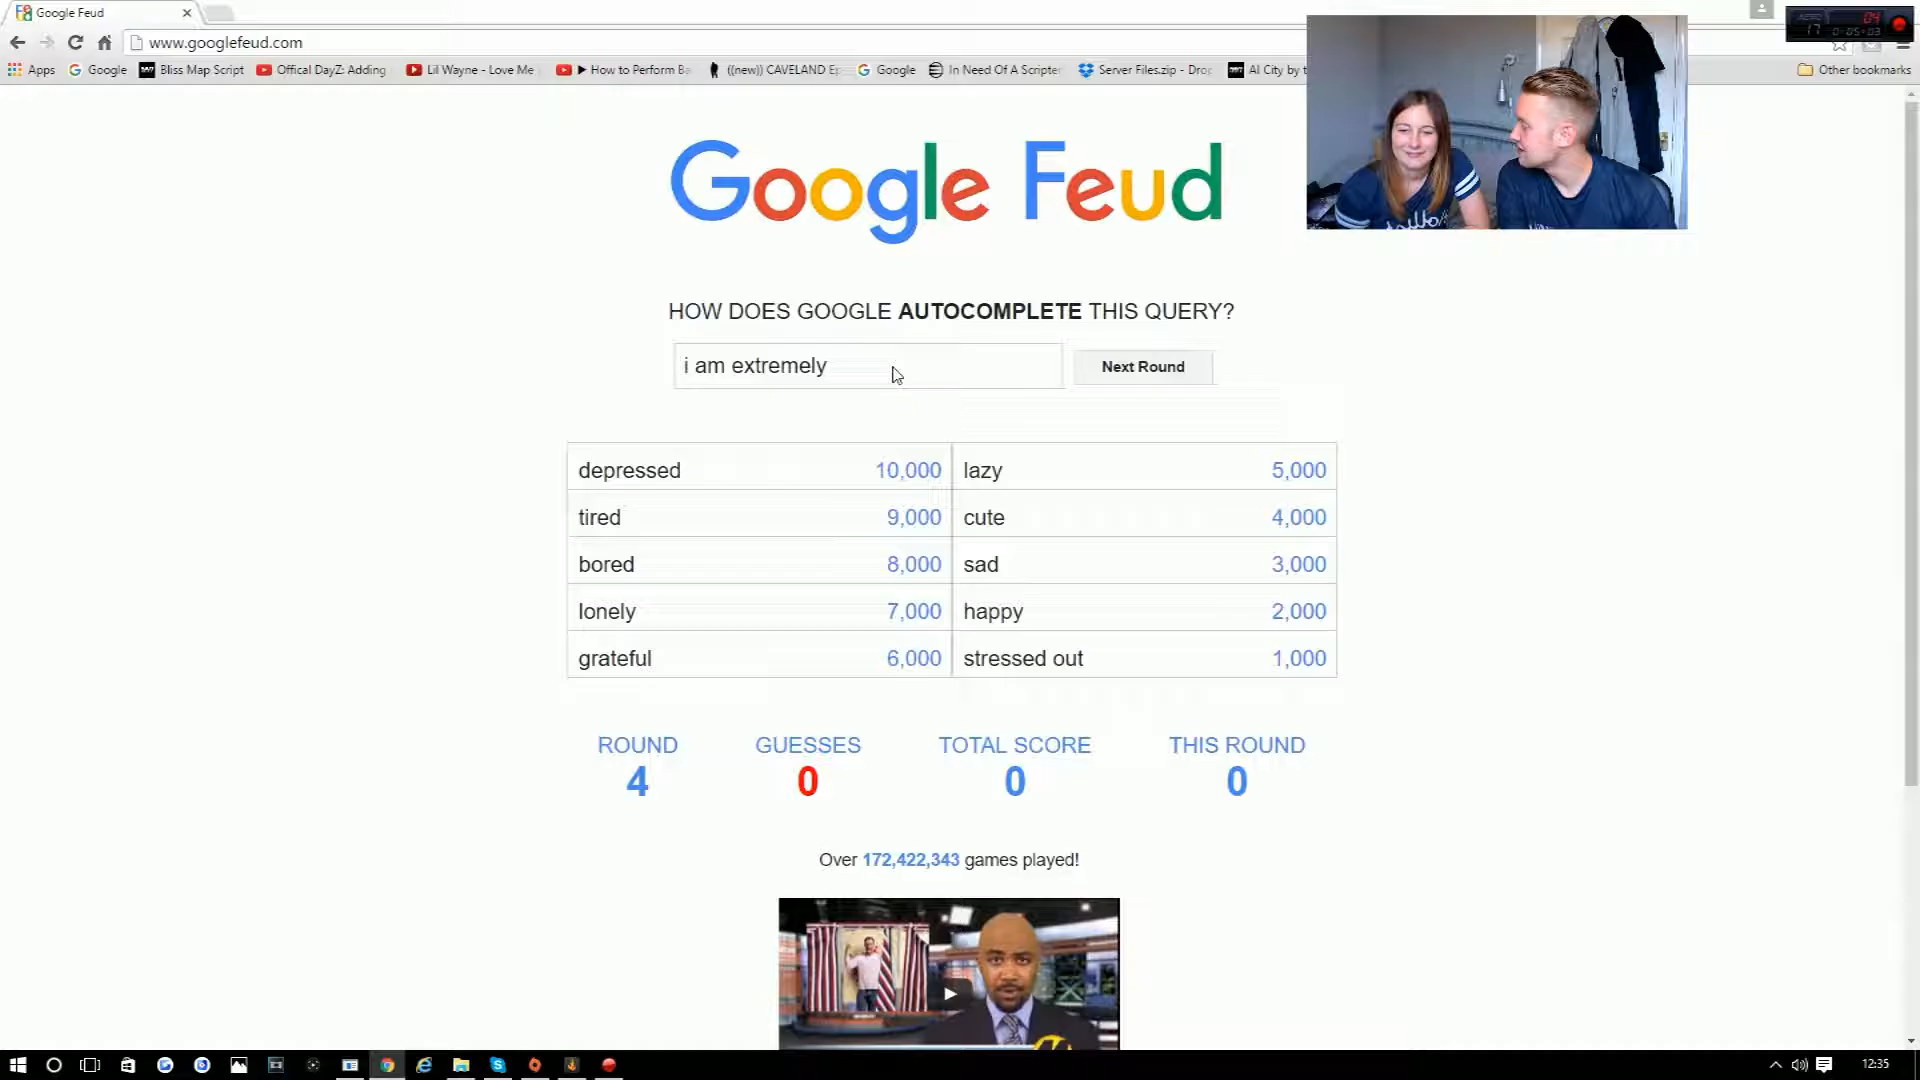 Google Feud
www.googlefeud.com
Apps
Google
Bliss Map Script
Offical DayZ: Adding
Lil Wayne - Love Me
How to Perform Ba
((new)) CAVELAND Ep
Google
In Need Of A Scripter
Server Files.zip - Drop
AI City by t
Other bookmarks
Google Feud
HOW DOES GOOGLE AUTOCOMPLETE THIS QUERY?
i am extremely
Next Round
depressed 10,000 lazy 5,000
tired 9,000 cute 4,000
bored 8,000 sad 3,000
lonely 7,000 happy 2,000
grateful 6,000 stressed out 1,000
ROUND GUESSES TOTAL SCORE THIS ROUND
4 0 0 0
Over 172,422,343 games played!
12:35